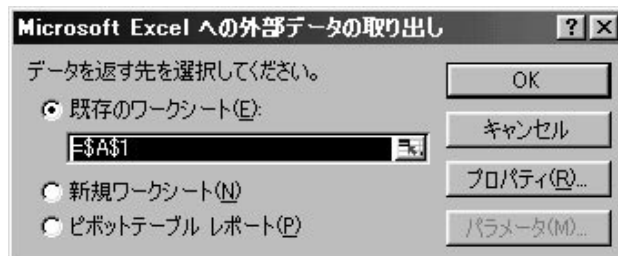 Microsoft Excel への外部データの取り出し
データを返す先を選択してください。
既存のワークシート(E):
=$A$1
新規ワークシート(N)
ピボットテーブル レポート(P)
OK
キャンセル
プロパティ(R)...
パラメータ(M)...